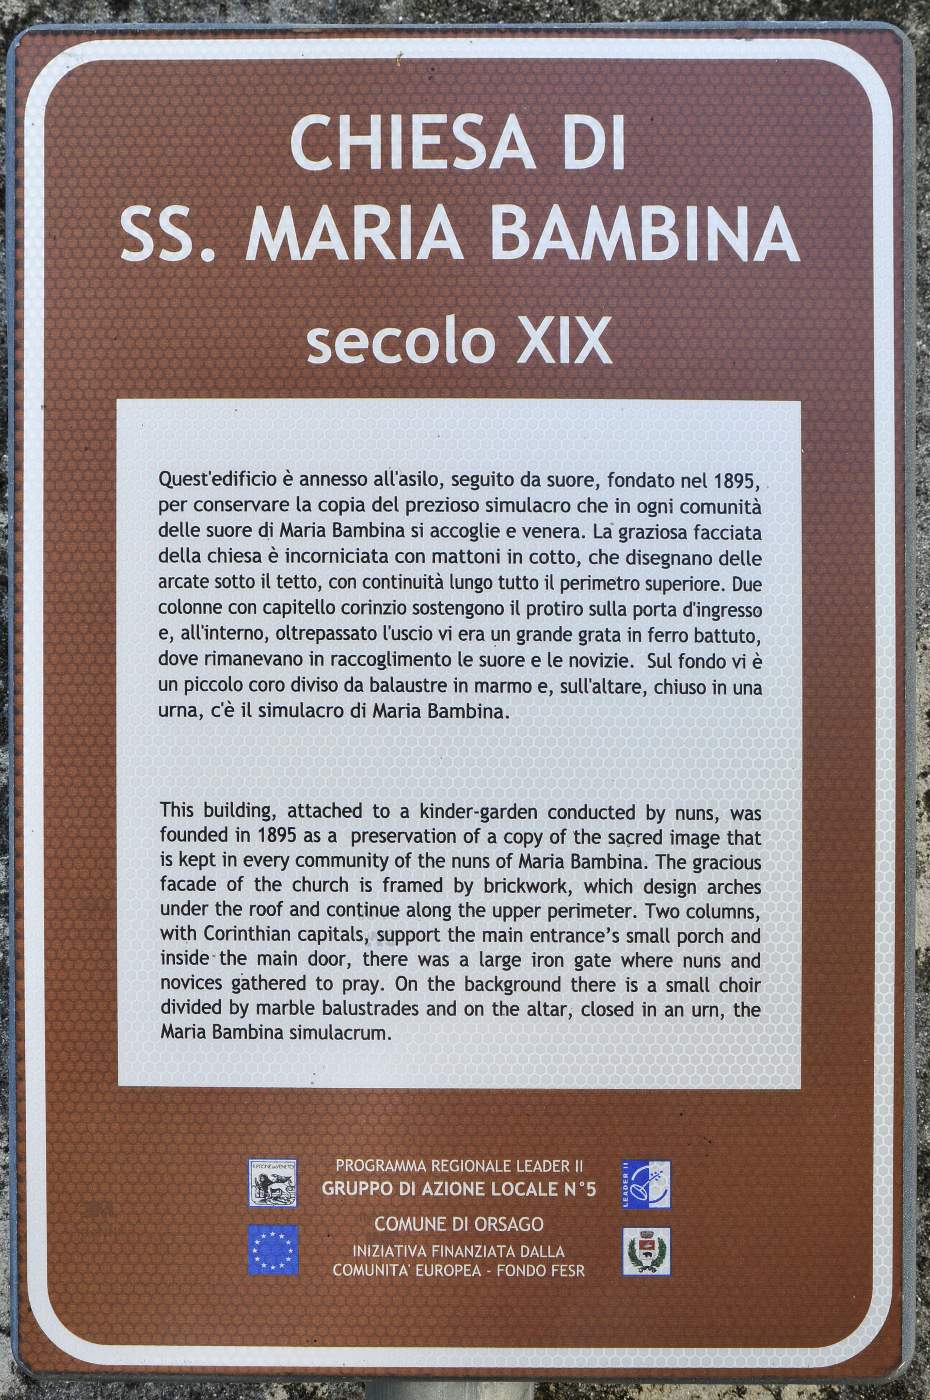 CHIESA DI
SS. MARIA BAMBINA
secolo XIX
Quest'edificio è annesso all'asilo, seguito da suore, fondato nel 1895,
per conservare la copia del prezioso simulacro che in ogni comunità
delle suore di Maria Bambina si accoglie e venera. La graziosa facciata
della chiesa è incorniciata con mattoni in cotto, che disegnano delle
arcate sotto il tetto, con continuità lungo tutto il perimetro superiore. Due
colonne con capitello corinzio sostengono il protiro sulla porta d'ingresso
e, all'interno, oltrepassato l'uscio vi era un grande grata in ferro battuto,
dove rimanevano in raccoglimento le suore e le novizie. Sul fondo vi è
un piccolo coro diviso da balaustre in marmo e, sull'altare, chiuso in una
urna, c'è il simulacro di Maria Bambina.
This building, attached to a kinder-garden conducted by nuns, was
founded in 1895 as a preservation of a copy of the sacred image that
is kept in every community of the nuns of Maria Bambina. The gracious
facade of the church is framed by brickwork, which design arches
under the roof and continue along the upper perimeter. Two columns,
with Corinthian capitals, support the main entrance's small porch and
inside the main door, there was a large iron gate where nuns and
novices gathered to pray. On the background there is a small choir
divided by marble balustrades and on the altar, closed in an urn, the
Maria Bambina simulacrum.
REGIONE DEL VENETO
PROGRAMMA REGIONALE LEADER II
GRUPPO DI AZIONE LOCALE N°5
LEADER II
COMUNE DI ORSAGO
INIZIATIVA FINANZIATA DALLA
COMUNITA' EUROPEA - FONDO FESR